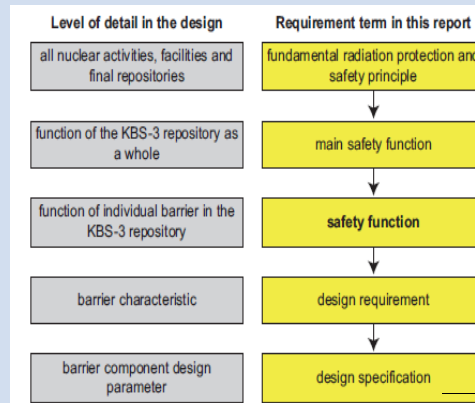 Level of detail in the design
Requirement term in this report
all nuclear activities, facilities and
final repositories
fundamental radiation protection and
safety principle
function of the KBS-3 repository as
a whole
main safety function
function of individual barrier in the
KBS-3 repository
safety function
barrier characteristic
design requirement
barrier component design
parameter
design specification